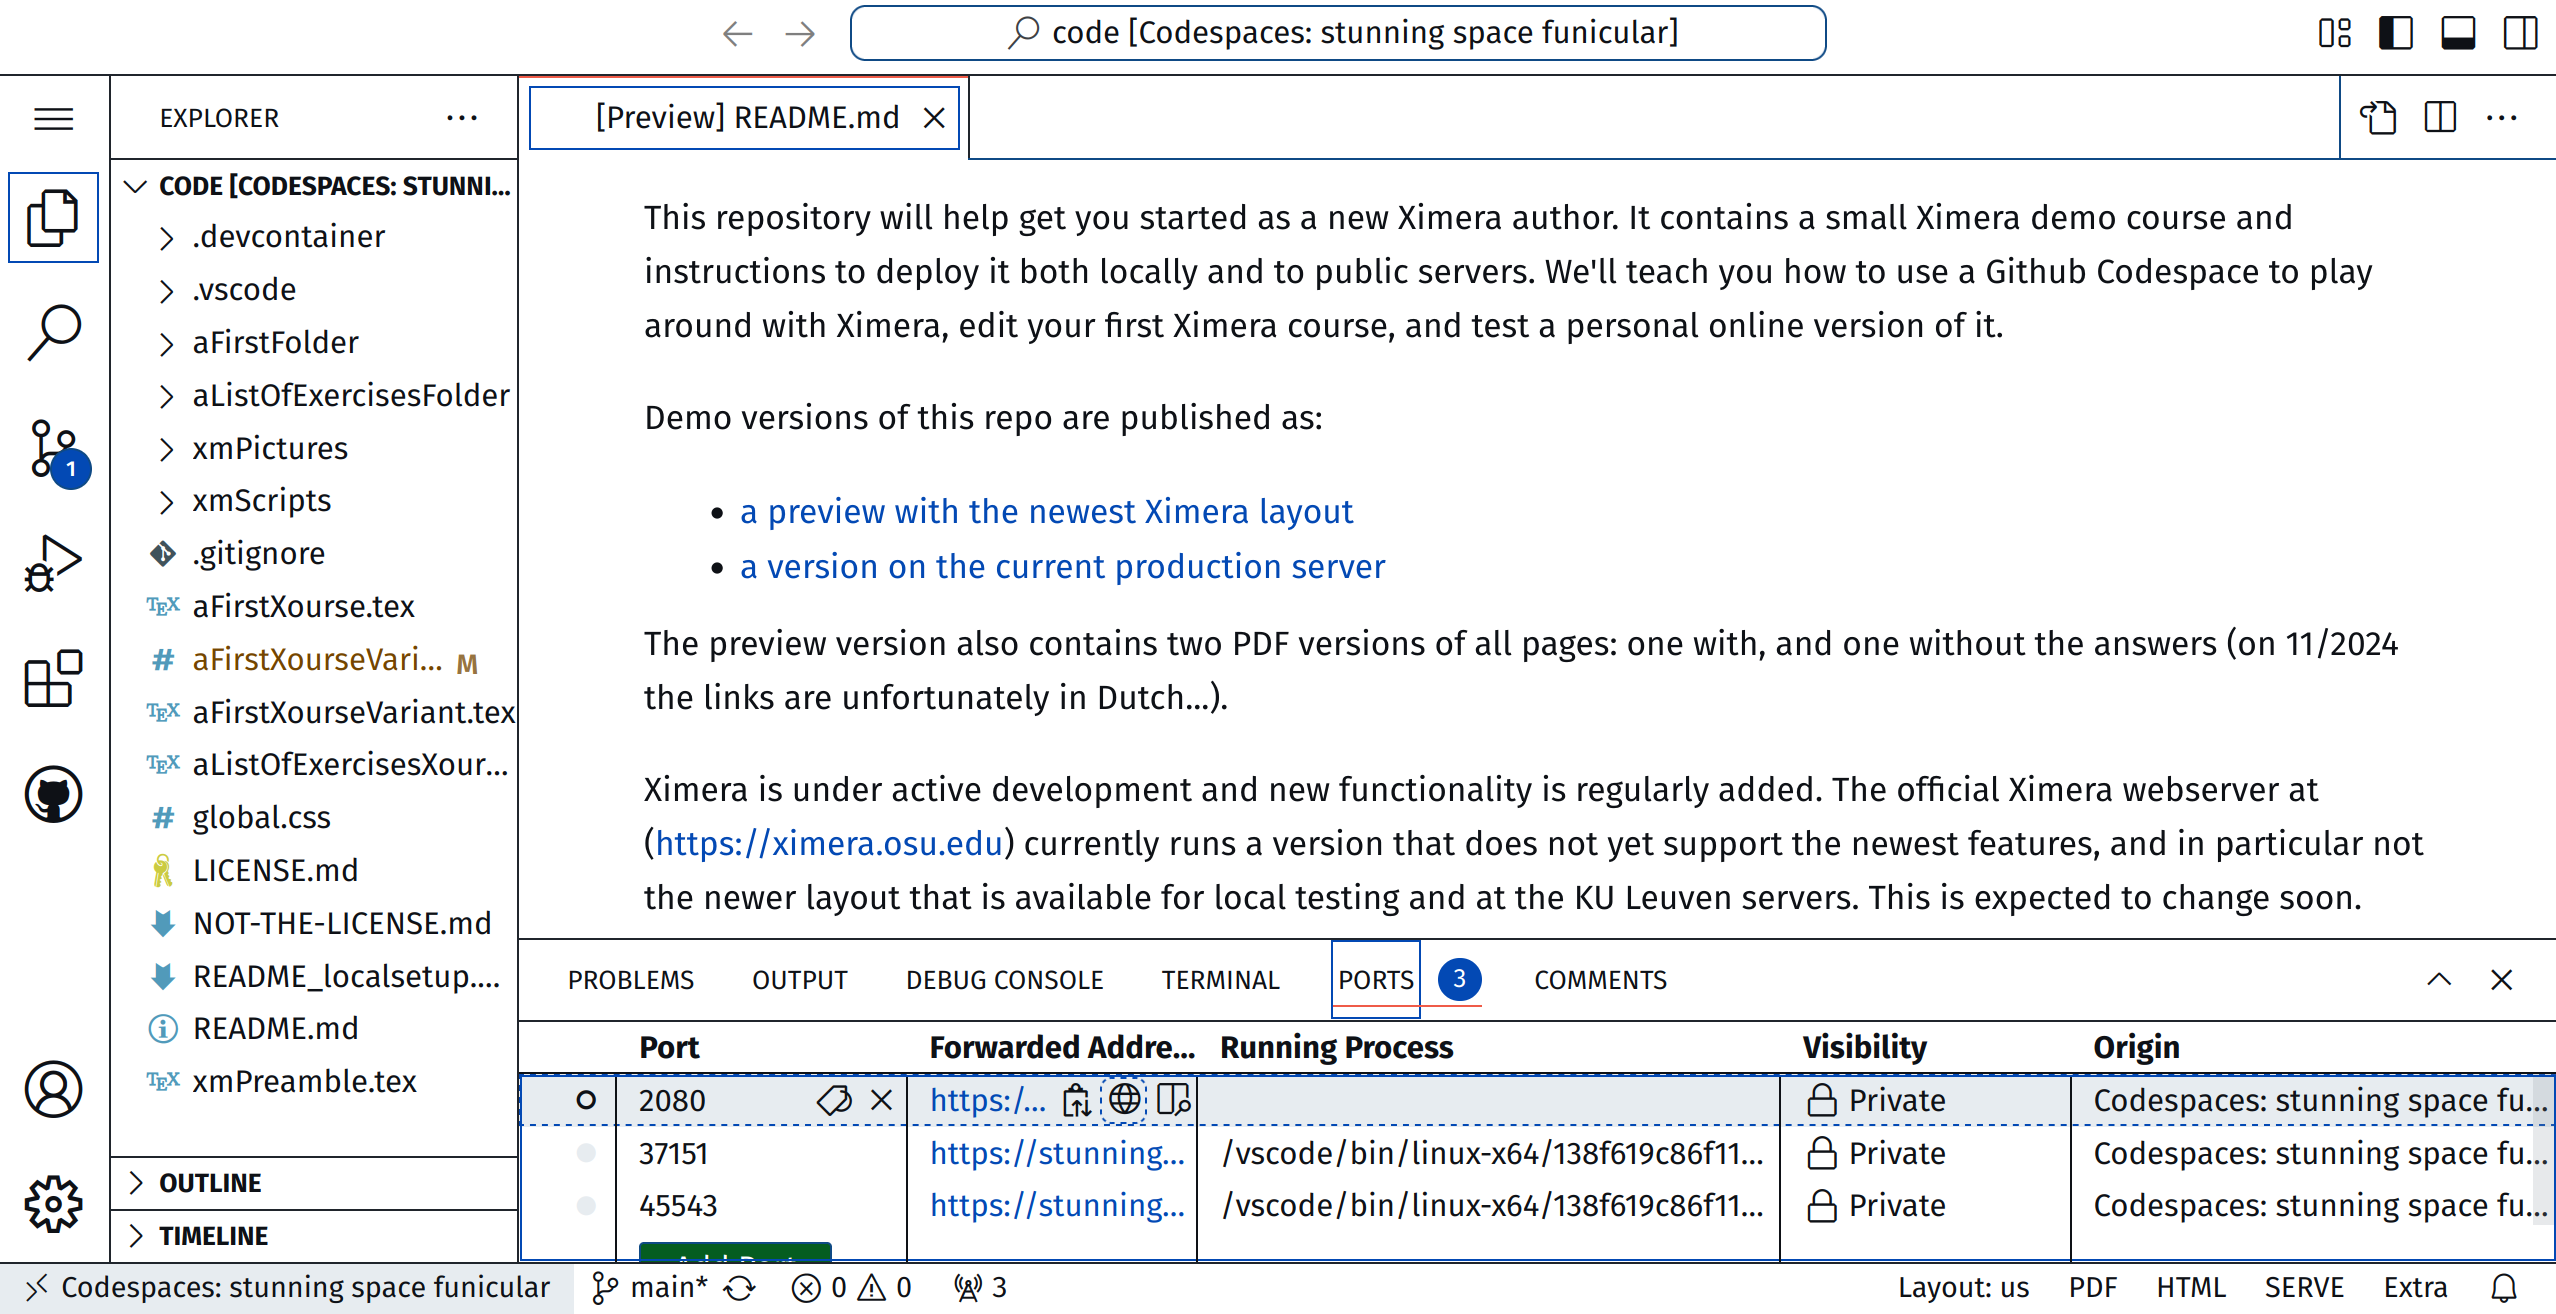 code [Codespaces: stunning space funicular]
EXPLORER
[Preview] README.md
CODE [CODESPACES: STUNNI...
.devcontainer
.vscode
aFirstFolder
aListOfExercisesFolder
xmPictures
xmScripts
.gitignore
TEX aFirstXourse.tex
# aFirstXourseVari... M
TEX aFirstXourseVariant.tex
TEX aListOfExercisesXour...
# global.css
LICENSE.md
NOT-THE-LICENSE.md
README_localsetup....
README.md
TEX xmPreamble.tex
OUTLINE
TIMELINE
1
This repository will help get you started as a new Ximera author. It contains a small Ximera demo course and
instructions to deploy it both locally and to public servers. We'll teach you how to use a Github Codespace to play
around with Ximera, edit your first Ximera course, and test a personal online version of it.
Demo versions of this repo are published as:
• a preview with the newest Ximera layout
• a version on the current production server
The preview version also contains two PDF versions of all pages: one with, and one without the answers (on 11/2024
the links are unfortunately in Dutch...).
Ximera is under active development and new functionality is regularly added. The official Ximera webserver at
(https://ximera.osu.edu) currently runs a version that does not yet support the newest features, and in particular not
the newer layout that is available for local testing and at the KU Leuven servers. This is expected to change soon.
PROBLEMS OUTPUT DEBUG CONSOLE TERMINAL PORTS 3 COMMENTS
Port Forwarded Addre... Running Process Visibility Origin
2080 https:/... Private Codespaces: stunning space fu...
37151 https://stunning... /vscode/bin/linux-x64/138f619c86f11... Private Codespaces: stunning space fu...
45543 https://stunning... /vscode/bin/linux-x64/138f619c86f11... Private Codespaces: stunning space fu...
Codespaces: stunning space funicular main* 0 0 3 Layout: us PDF HTML SERVE Extra